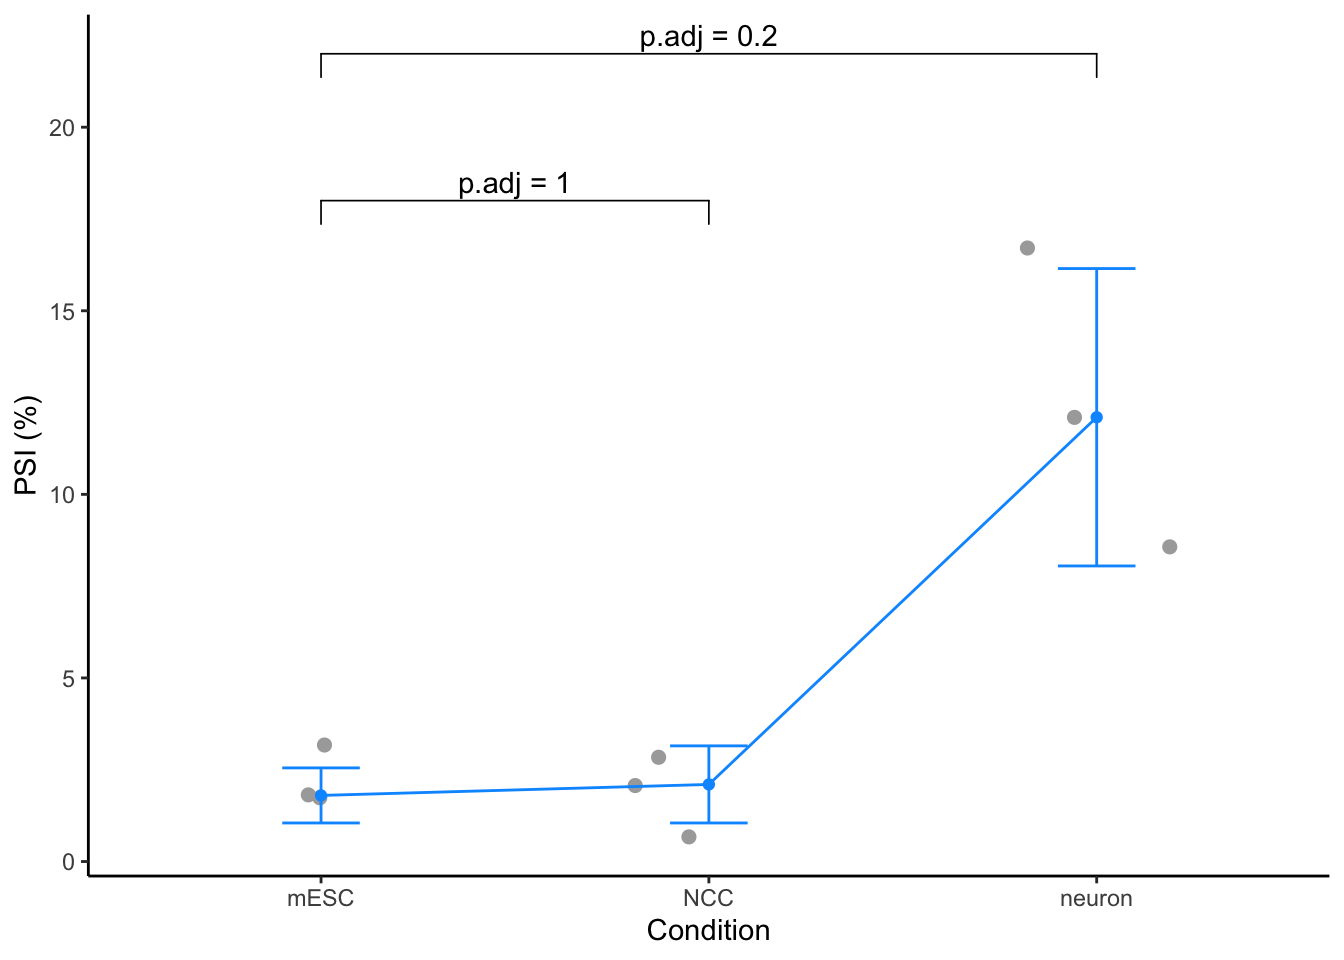 p.adj = 0.2
p.adj = 1
PSI (%)
20
15
10
5
0
mESC NCC neuron
Condition